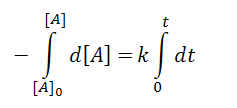 − ∫_{[A]₀}^{[A]} d[A] = k ∫_{0}^{t} dt